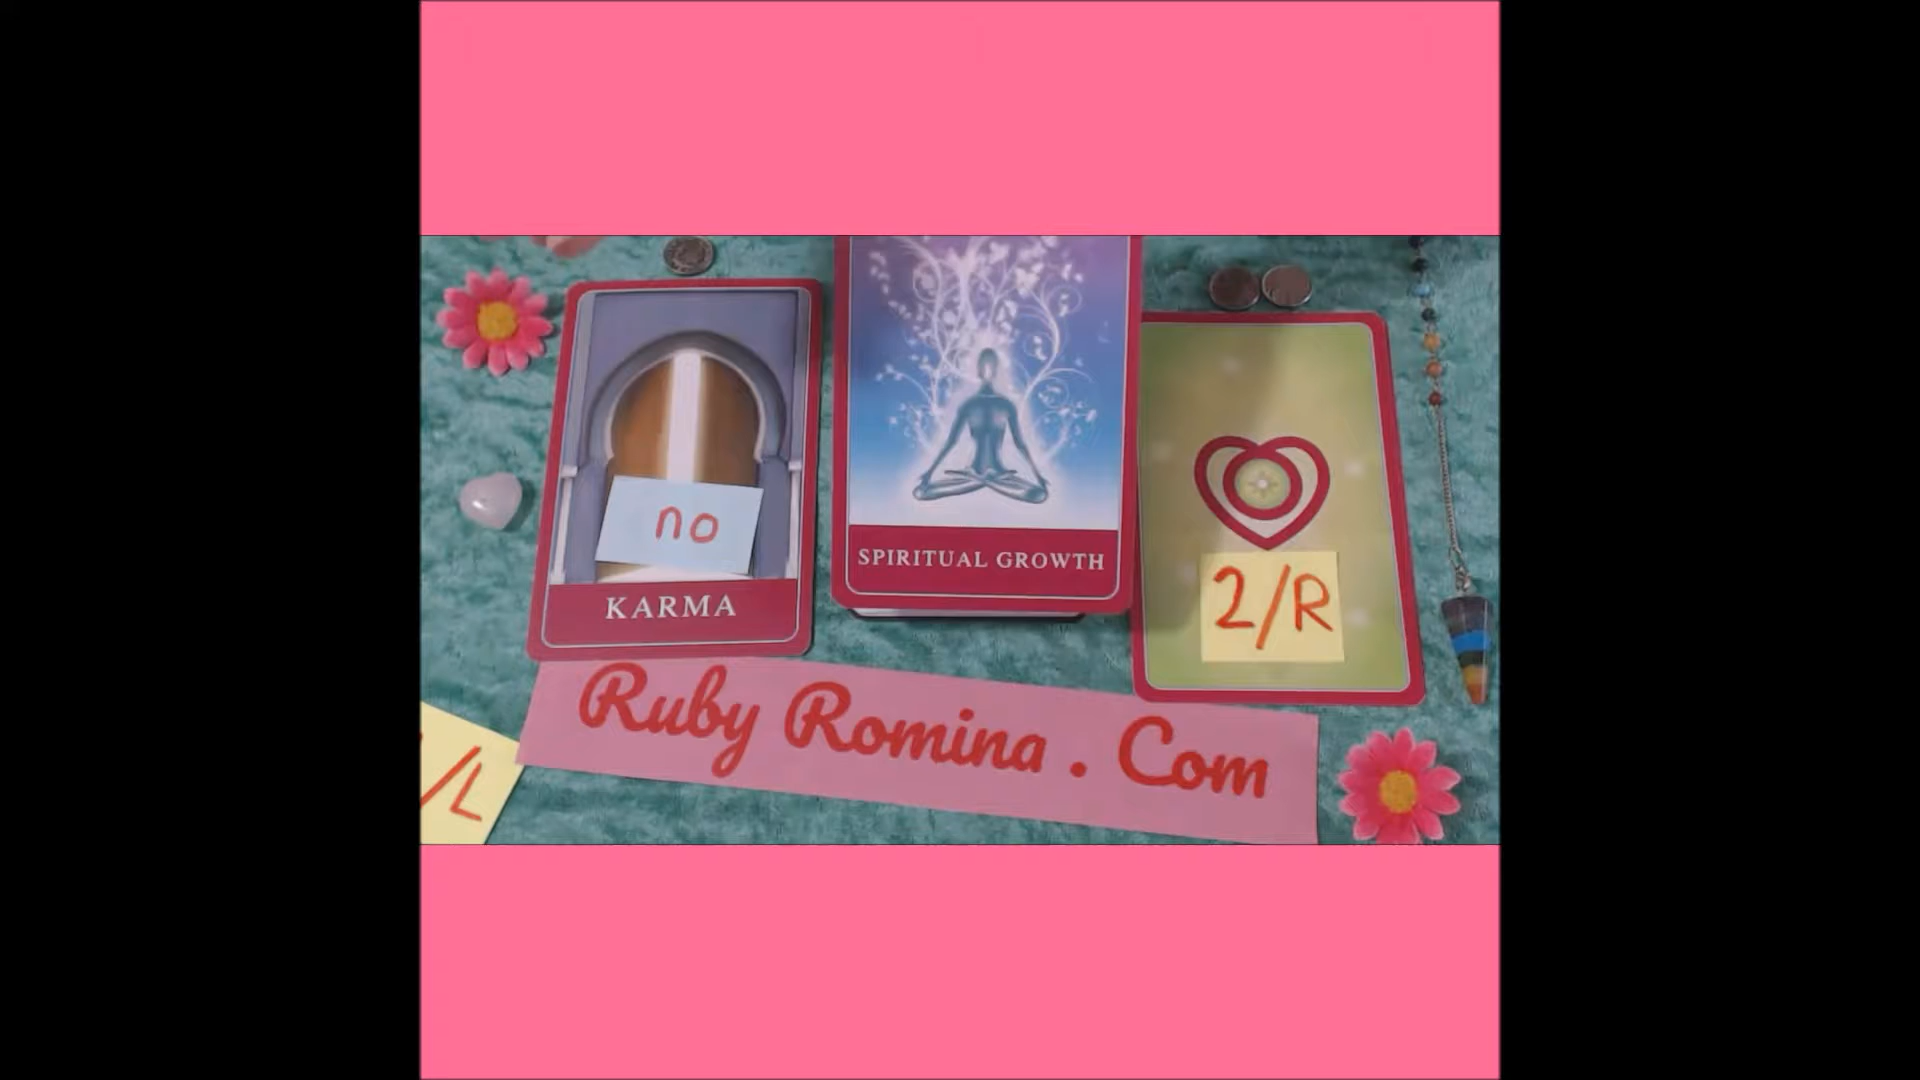 no
KARMA
SPIRITUAL GROWTH
2/R
Ruby Romina . Com
/L